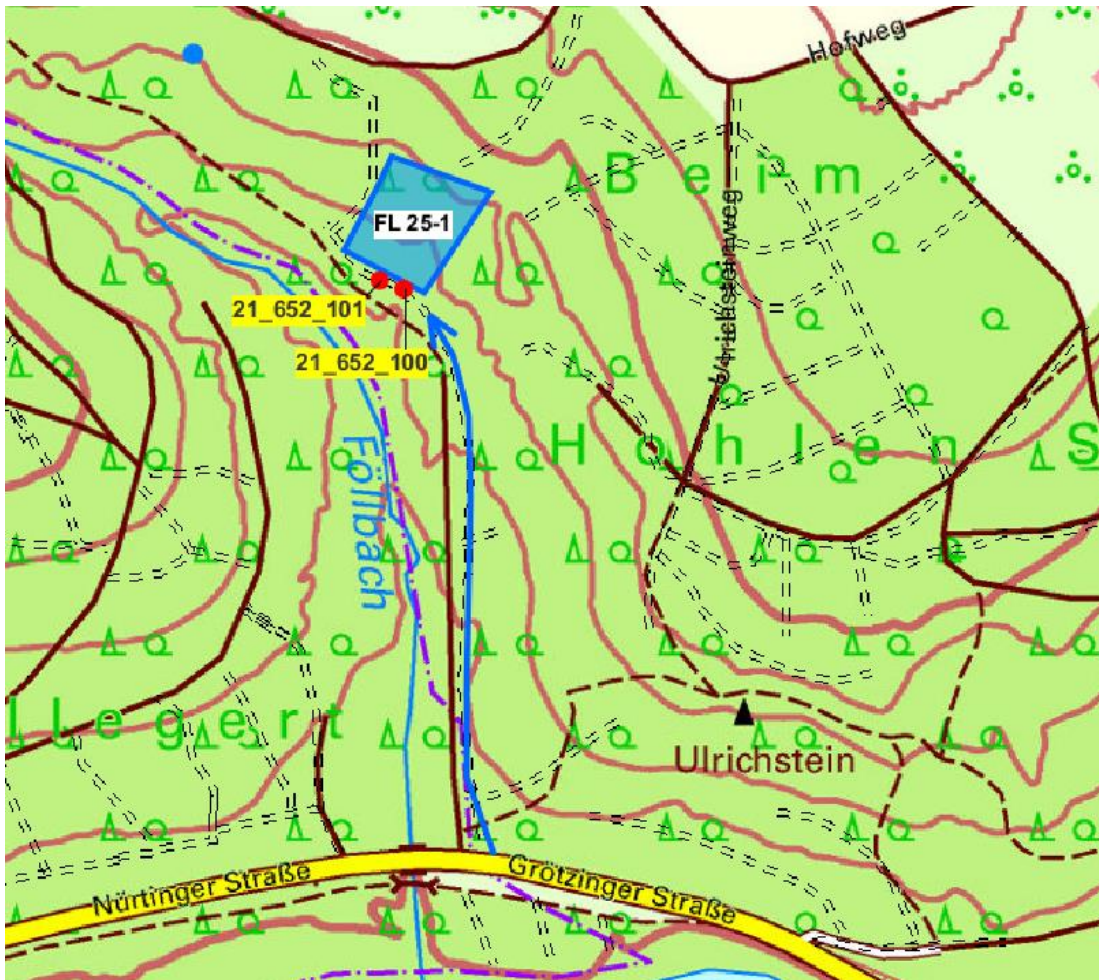 Hofweg
Beim
FL 25-1
Ulrichsteinweg
21_652_101
21_652_100
Föllbach
Hohlen S
llegert
Ulrichstein
Nürtinger Straße
Grötzinger Straße